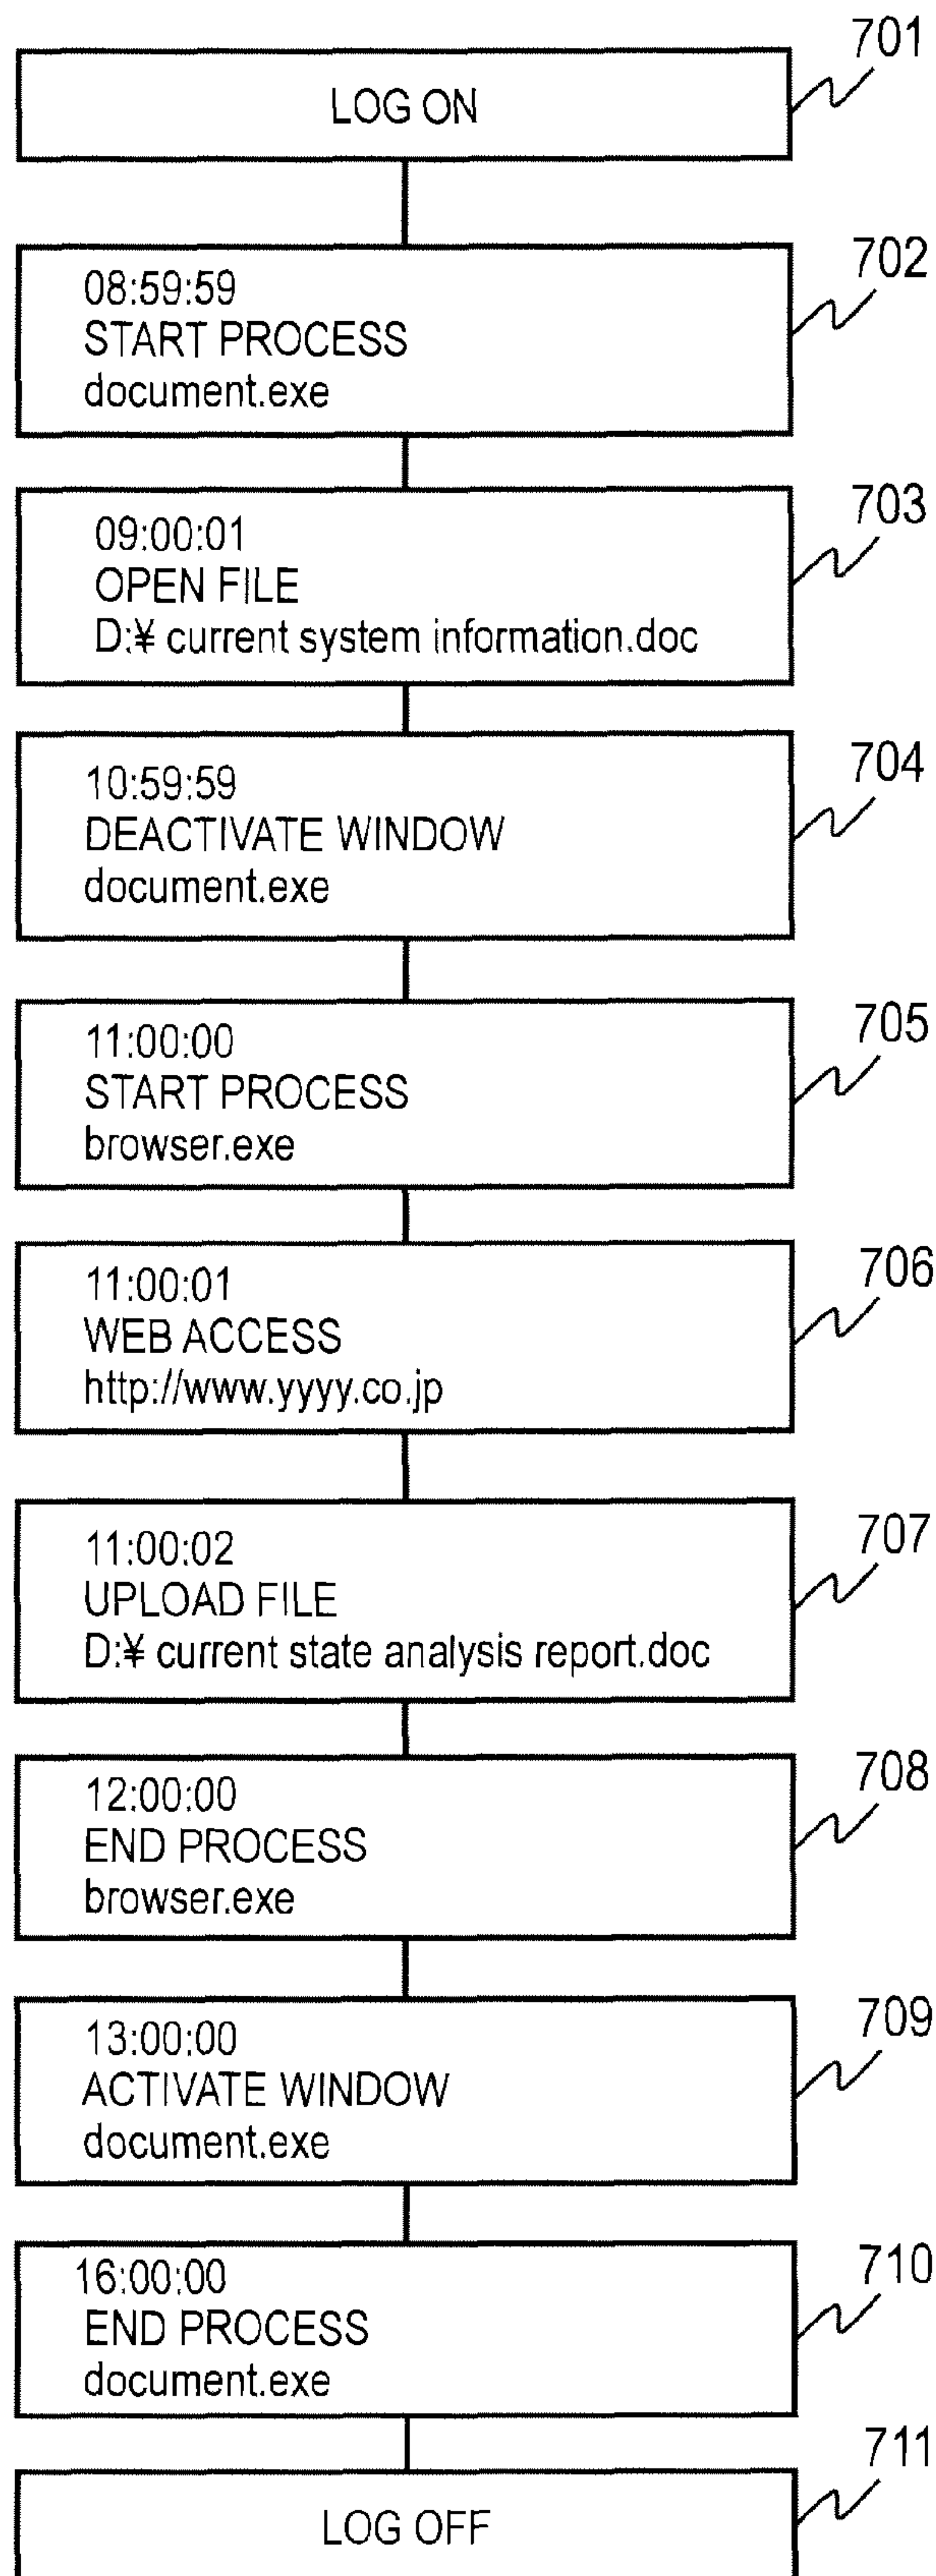 701
LOG ON
702
08:59:59
START PROCESS
document.exe
703
09:00:01
OPEN FILE
D:¥ current system information.doc
704
10:59:59
DEACTIVATE WINDOW
document.exe
705
11:00:00
START PROCESS
browser.exe
706
11:00:01
WEB ACCESS
http://www.yyyy.co.jp
707
11:00:02
UPLOAD FILE
D:¥ current state analysis report.doc
708
12:00:00
END PROCESS
browser.exe
709
13:00:00
ACTIVATE WINDOW
document.exe
710
16:00:00
END PROCESS
document.exe
711
LOG OFF